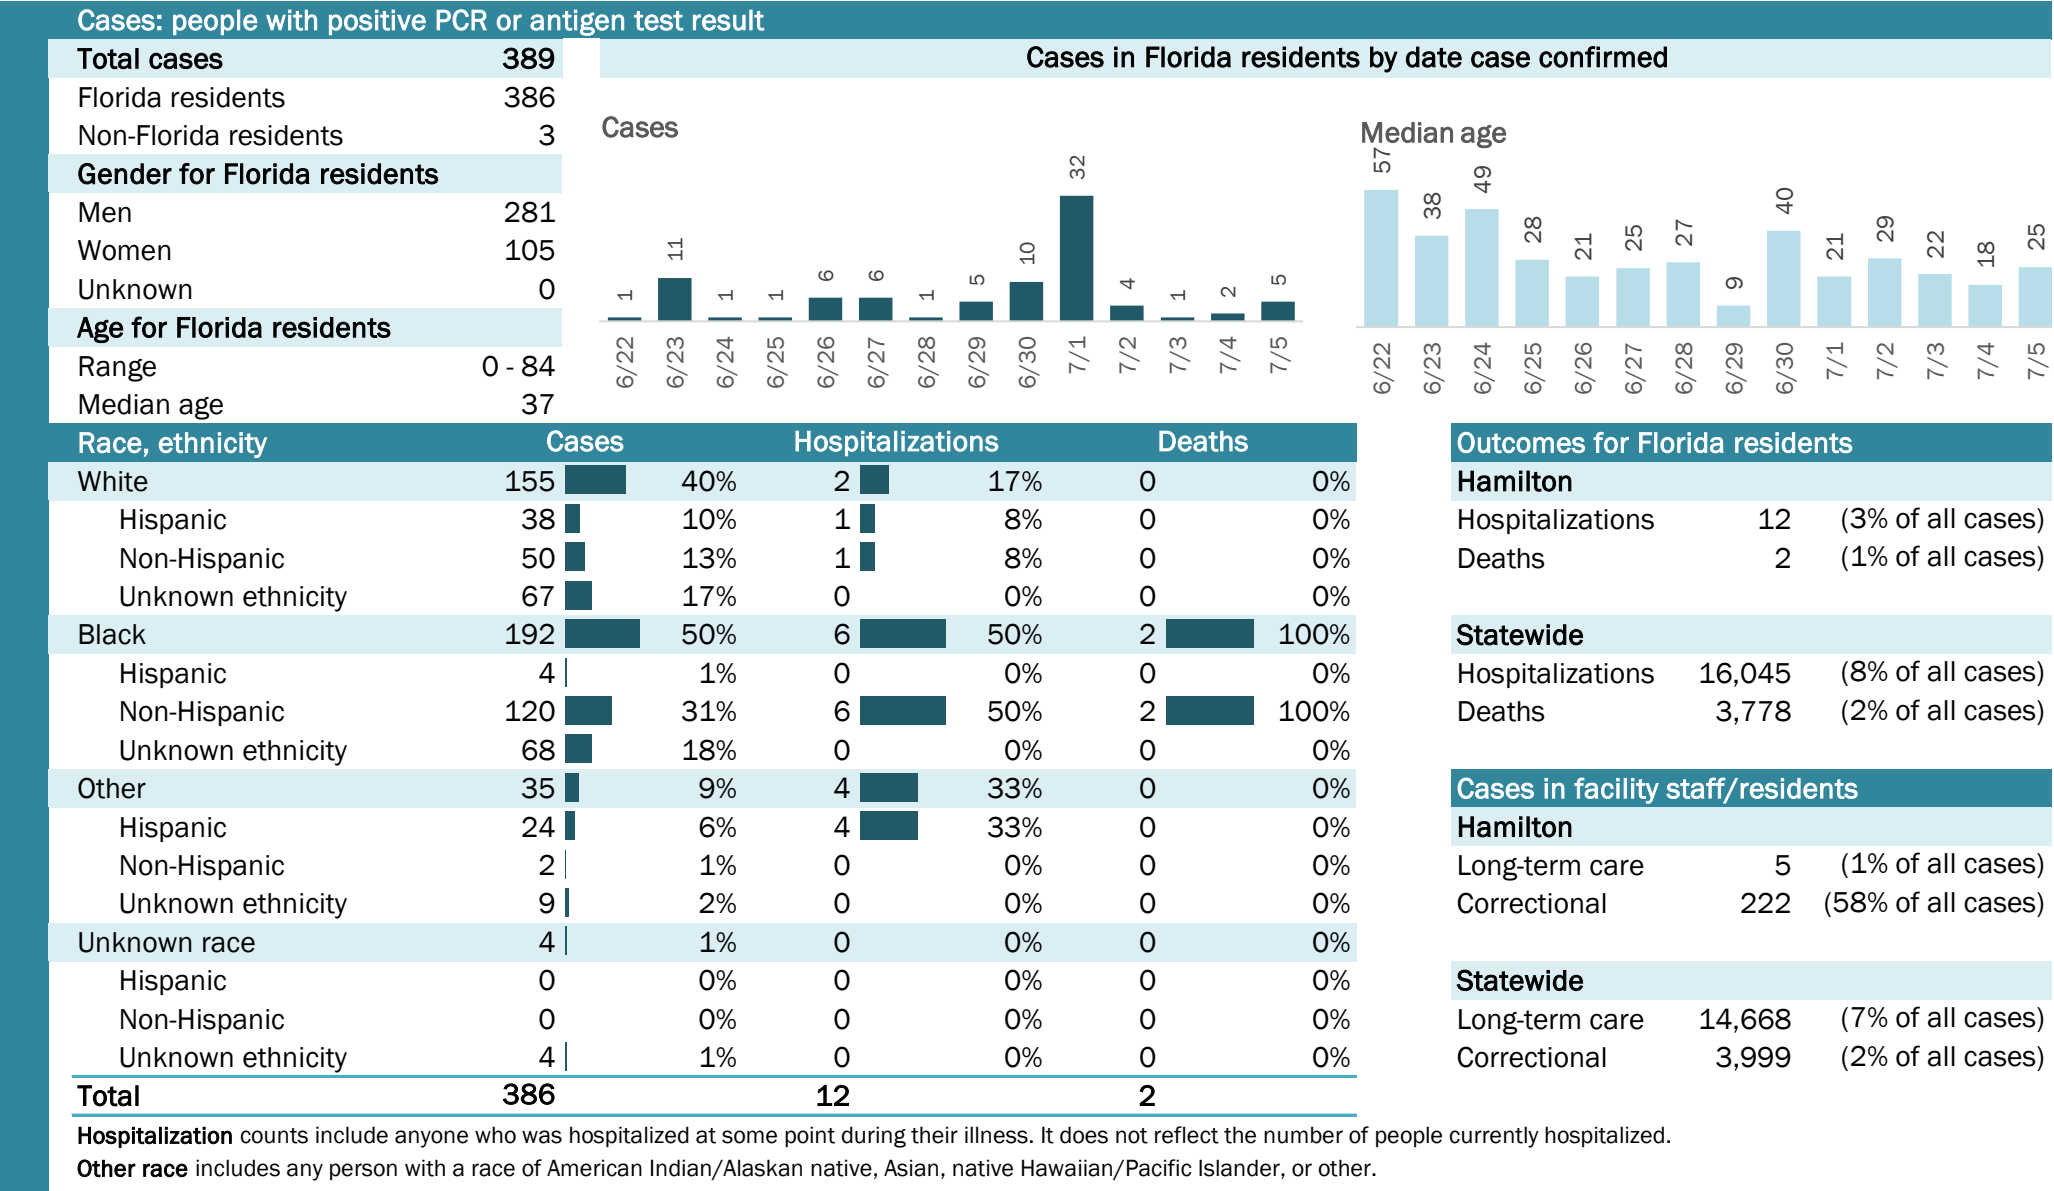 Cases: people with positive PCR or antigen test result
Total cases 389
Florida residents 386
Non-Florida residents 3
Gender for Florida residents
Men 281
Women 105
Unknown 0
Age for Florida residents
Range 0 - 84
Median age 37
Cases in Florida residents by date case confirmed
Cases
1 11 1 1 6 6 1 5 10 32 4 1 2 5
6/22 6/23 6/24 6/25 6/26 6/27 6/28 6/29 6/30 7/1 7/2 7/3 7/4 7/5
Median age
57 38 49 28 21 25 27 9 40 21 29 22 18 25
6/22 6/23 6/24 6/25 6/26 6/27 6/28 6/29 6/30 7/1 7/2 7/3 7/4 7/5
Race, ethnicity Cases Hospitalizations Deaths
White 155 40% 2 17% 0 0%
Hispanic 38 10% 1 8% 0 0%
Non-Hispanic 50 13% 1 8% 0 0%
Unknown ethnicity 67 17% 0 0% 0 0%
Black 192 50% 6 50% 2 100%
Hispanic 4 1% 0 0% 0 0%
Non-Hispanic 120 31% 6 50% 2 100%
Unknown ethnicity 68 18% 0 0% 0 0%
Other 35 9% 4 33% 0 0%
Hispanic 24 6% 4 33% 0 0%
Non-Hispanic 2 1% 0 0% 0 0%
Unknown ethnicity 9 2% 0 0% 0 0%
Unknown race 4 1% 0 0% 0 0%
Hispanic 0 0% 0 0% 0 0%
Non-Hispanic 0 0% 0 0% 0 0%
Unknown ethnicity 4 1% 0 0% 0 0%
Total 386 12 2
Outcomes for Florida residents
Hamilton
Hospitalizations 12 (3% of all cases)
Deaths 2 (1% of all cases)
Statewide
Hospitalizations 16,045 (8% of all cases)
Deaths 3,778 (2% of all cases)
Cases in facility staff/residents
Hamilton
Long-term care 5 (1% of all cases)
Correctional 222 (58% of all cases)
Statewide
Long-term care 14,668 (7% of all cases)
Correctional 3,999 (2% of all cases)
Hospitalization counts include anyone who was hospitalized at some point during their illness. It does not reflect the number of people currently hospitalized.
Other race includes any person with a race of American Indian/Alaskan native, Asian, native Hawaiian/Pacific Islander, or other.